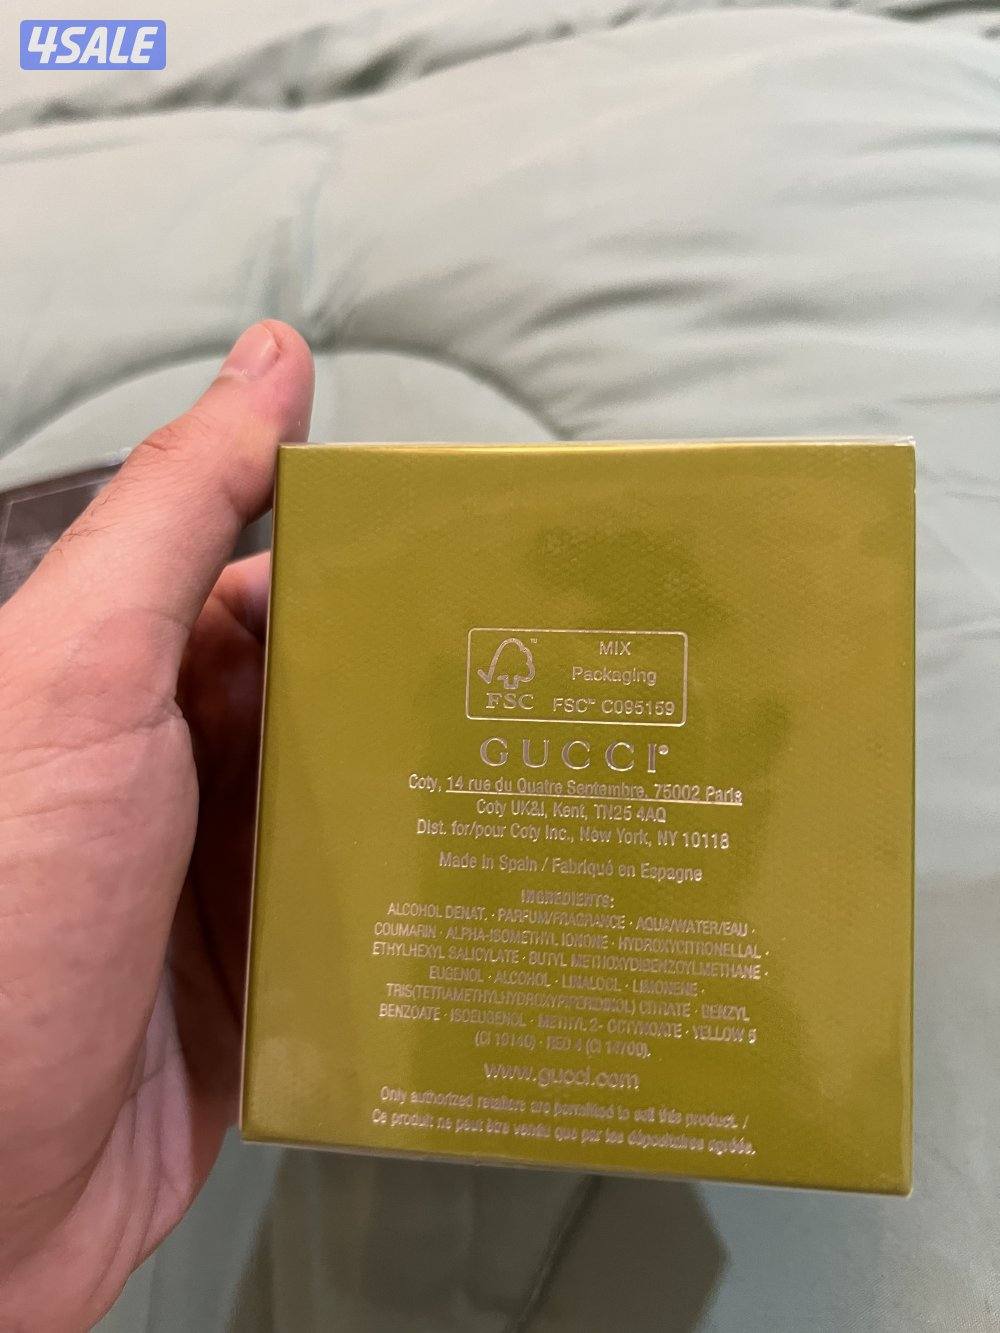 4SALE
MIX
Packaging
FSC™ C095159
FSC
GUCCI®
Coty, 14 rue du Quatre Septembre, 75002 Paris
Coty UK&I, Kent, TN25 4AQ
Dist. for/pour Coty Inc., New York, NY 10118
Made in Spain / Fabriqué en Espagne
INGREDIENTS:
ALCOHOL DENAT. · PARFUM/FRAGRANCE · AQUA/WATER/EAU ·
COUMARIN · ALPHA-ISOMETHYL IONONE · HYDROXYCITRONELLAL ·
ETHYLHEXYL SALICYLATE · BUTYL METHOXYDIBENZOYLMETHANE ·
EUGENOL · ALCOHOL · LINALOOL · LIMONENE ·
TRIS(TETRAMETHYLHYDROXYPIPERIDINOL) CITRATE · BENZYL
BENZOATE · ISOEUGENOL · METHYL 2- OCTYNOATE · YELLOW 5
(CI 19140) · RED 4 (CI 14700).
www.gucci.com
Only authorized retailers are permitted to sell this product. /
Ce produit ne peut être vendu que par les dépositaires agréés.